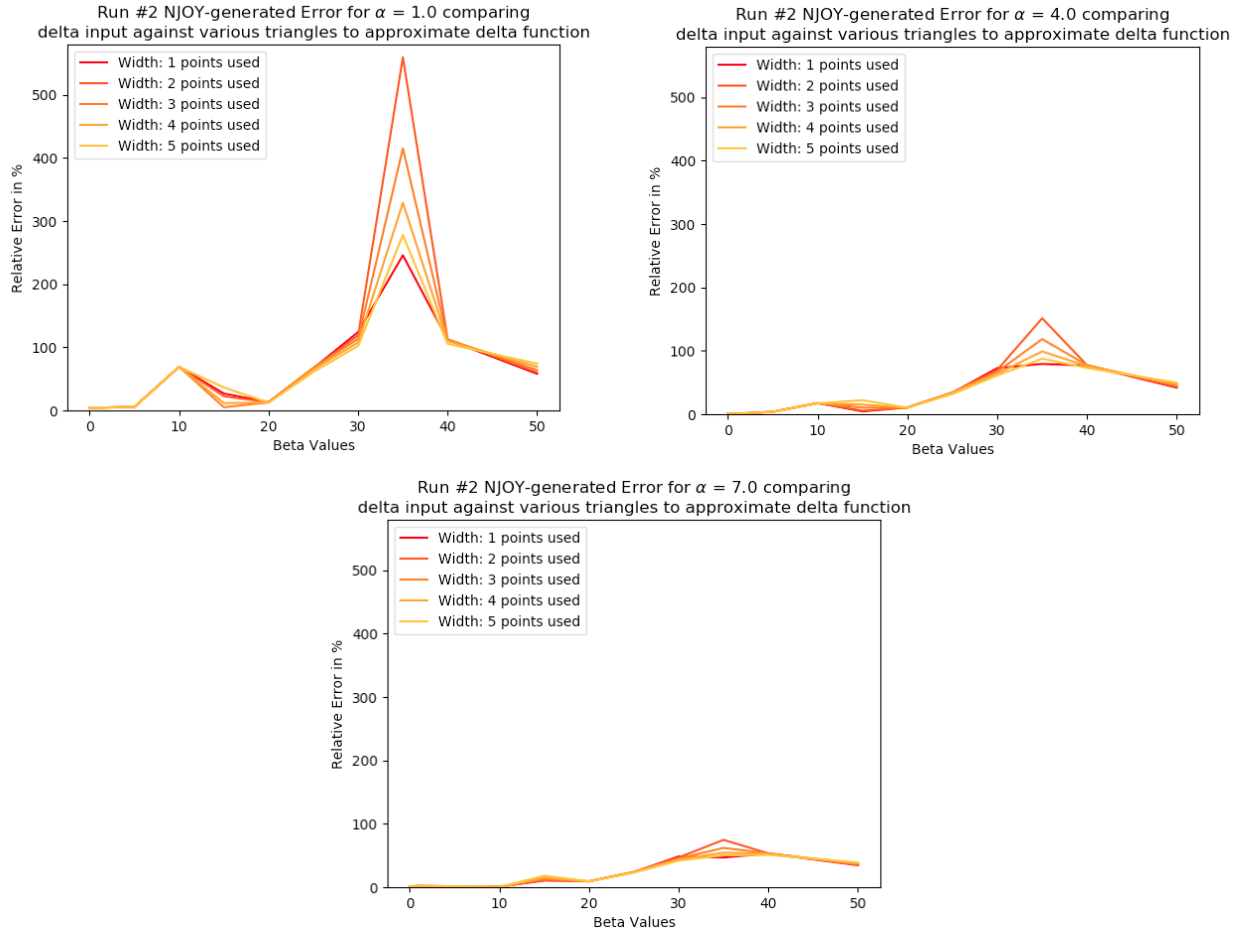 Run #2 NJOY-generated Error for α = 1.0 comparing
delta input against various triangles to approximate delta function
Width: 1 points used
Width: 2 points used
Width: 3 points used
Width: 4 points used
Width: 5 points used
500
400
300
200
100
0
Relative Error in %
0 10 20 30 40 50
Beta Values
Run #2 NJOY-generated Error for α = 4.0 comparing
delta input against various triangles to approximate delta function
Width: 1 points used
Width: 2 points used
Width: 3 points used
Width: 4 points used
Width: 5 points used
500
400
300
200
100
0
Relative Error in %
0 10 20 30 40 50
Beta Values
Run #2 NJOY-generated Error for α = 7.0 comparing
delta input against various triangles to approximate delta function
Width: 1 points used
Width: 2 points used
Width: 3 points used
Width: 4 points used
Width: 5 points used
500
400
300
200
100
0
Relative Error in %
0 10 20 30 40 50
Beta Values